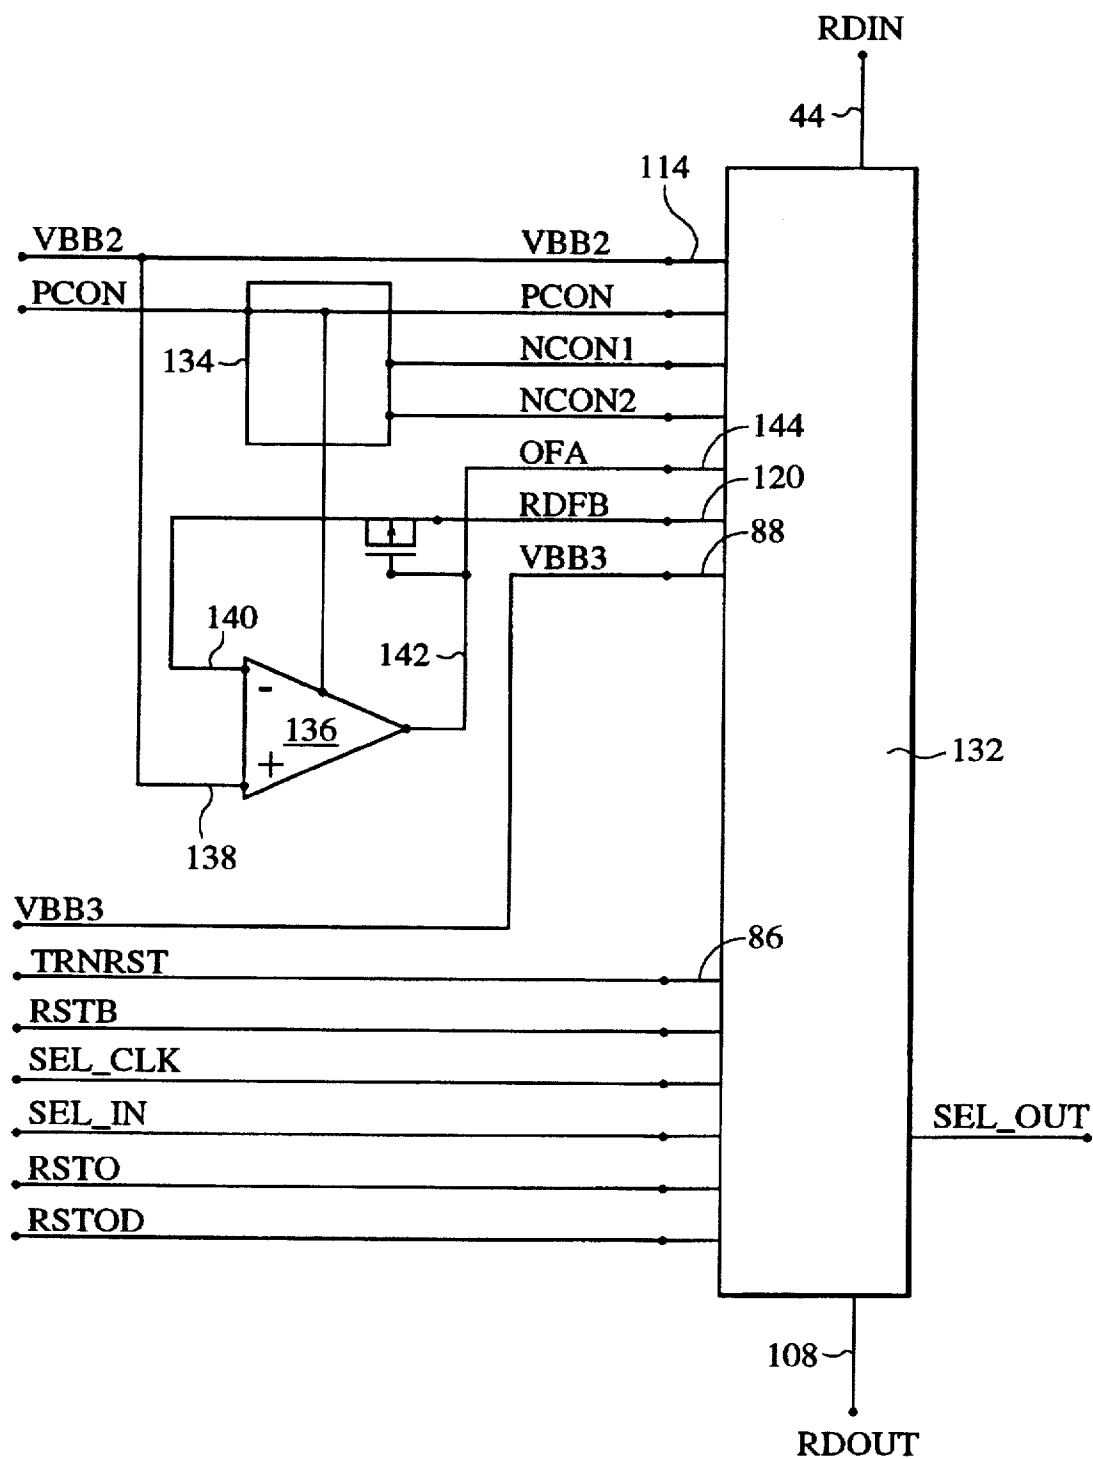 RDIN
44
114
VBB2 VBB2
PCON PCON
134 NCON1
NCON2
OFA 144
RDFB 120
VBB3 88
140
142
-
136
+
132
138
VBB3
TRNRST 86
RSTB
SEL_CLK
SEL_IN SEL_OUT
RSTO
RSTOD
108
RDOUT